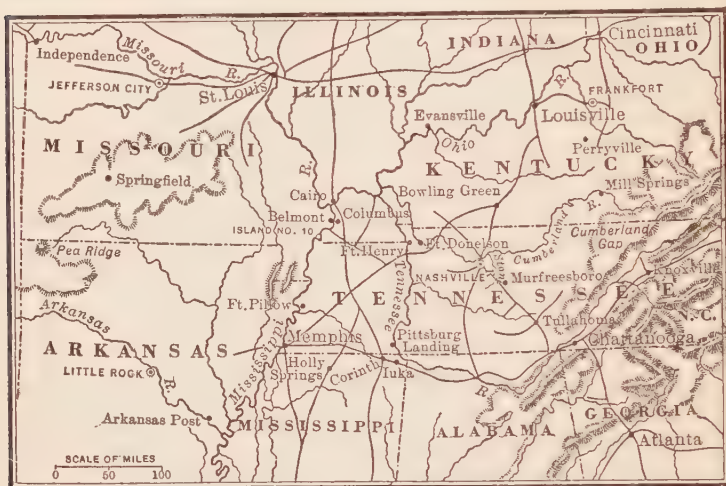 Cincinnati
INDIANA
OHIO
Independence
Missouri R.
JEFFERSON CITY
St. Louis
ILLINOIS
R.
FRANKFORT
Evansville
Louisville
Ohio
MISSOURI
Perryville
KENTUCKY
Springfield
R.
Bowling Green
Mill Springs
Cairo
Belmont
Columbus
ISLAND NO. 10
Cumberland R.
Cumberland Gap
Pea Ridge
Ft. Henry
Ft. Donelson
Tennessee
NASHVILLE
Stone
Murfreesboro
Knoxville
Ft. Pillow
TENNESSEE
N.C.
Arkansas
Tullahoma
Mississippi
Memphis
Pittsburg
Landing
Chattanooga
ARKANSAS
Holly
Springs
Corinth
Iuka
LITTLE ROCK
R.
R.
Arkansas Post
MISSISSIPPI
ALABAMA
GEORGIA
Atlanta
SCALE OF MILES
0 50 100